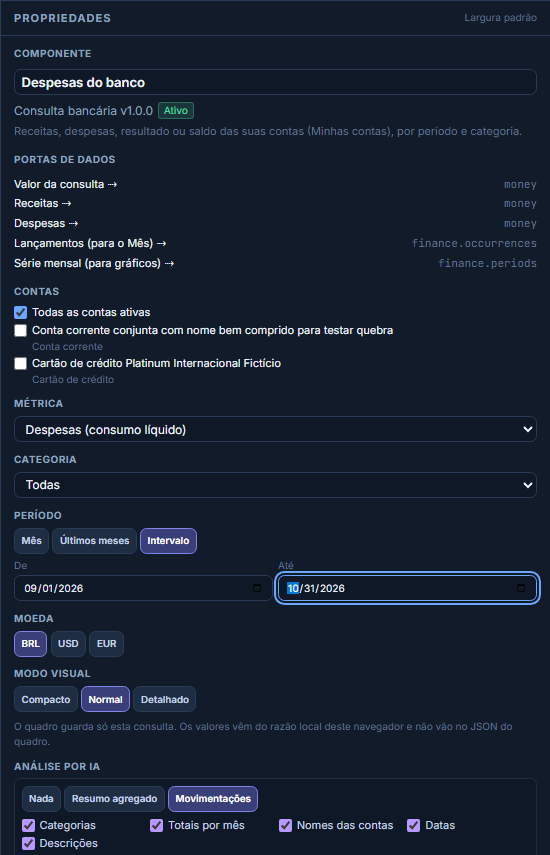 PROPRIEDADES Largura padrão
COMPONENTE
Despesas do banco
Consulta bancária v1.0.0 Ativo
Receitas, despesas, resultado ou saldo das suas contas (Minhas contas), por período e categoria.
PORTAS DE DADOS
Valor da consulta → money
Receitas → money
Despesas → money
Lançamentos (para o Mês) → finance.occurrences
Série mensal (para gráficos) → finance.periods
CONTAS
Todas as contas ativas
Conta corrente conjunta com nome bem comprido para testar quebra
Conta corrente
Cartão de crédito Platinum Internacional Fictício
Cartão de crédito
MÉTRICA
Despesas (consumo líquido)
CATEGORIA
Todas
PERÍODO
Mês Últimos meses Intervalo
De Até
09/01/2026 10/31/2026
MOEDA
BRL USD EUR
MODO VISUAL
Compacto Normal Detalhado
O quadro guarda só esta consulta. Os valores vêm do razão local deste navegador e não vão no JSON do
quadro.
ANÁLISE POR IA
Nada Resumo agregado Movimentações
Categorias Totais por mês Nomes das contas Datas
Descrições